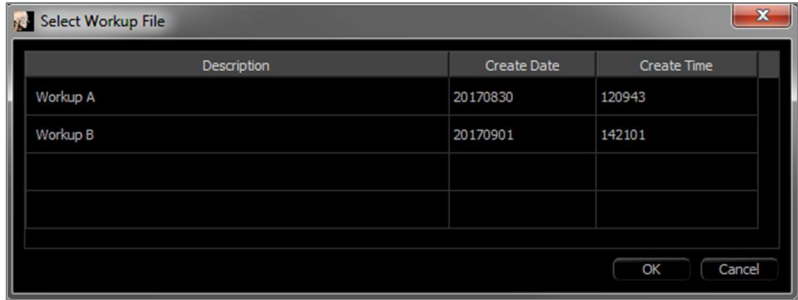 Select Workup File
Description Create Date Create Time
Workup A 20170830 120943
Workup B 20170901 142101
OK Cancel